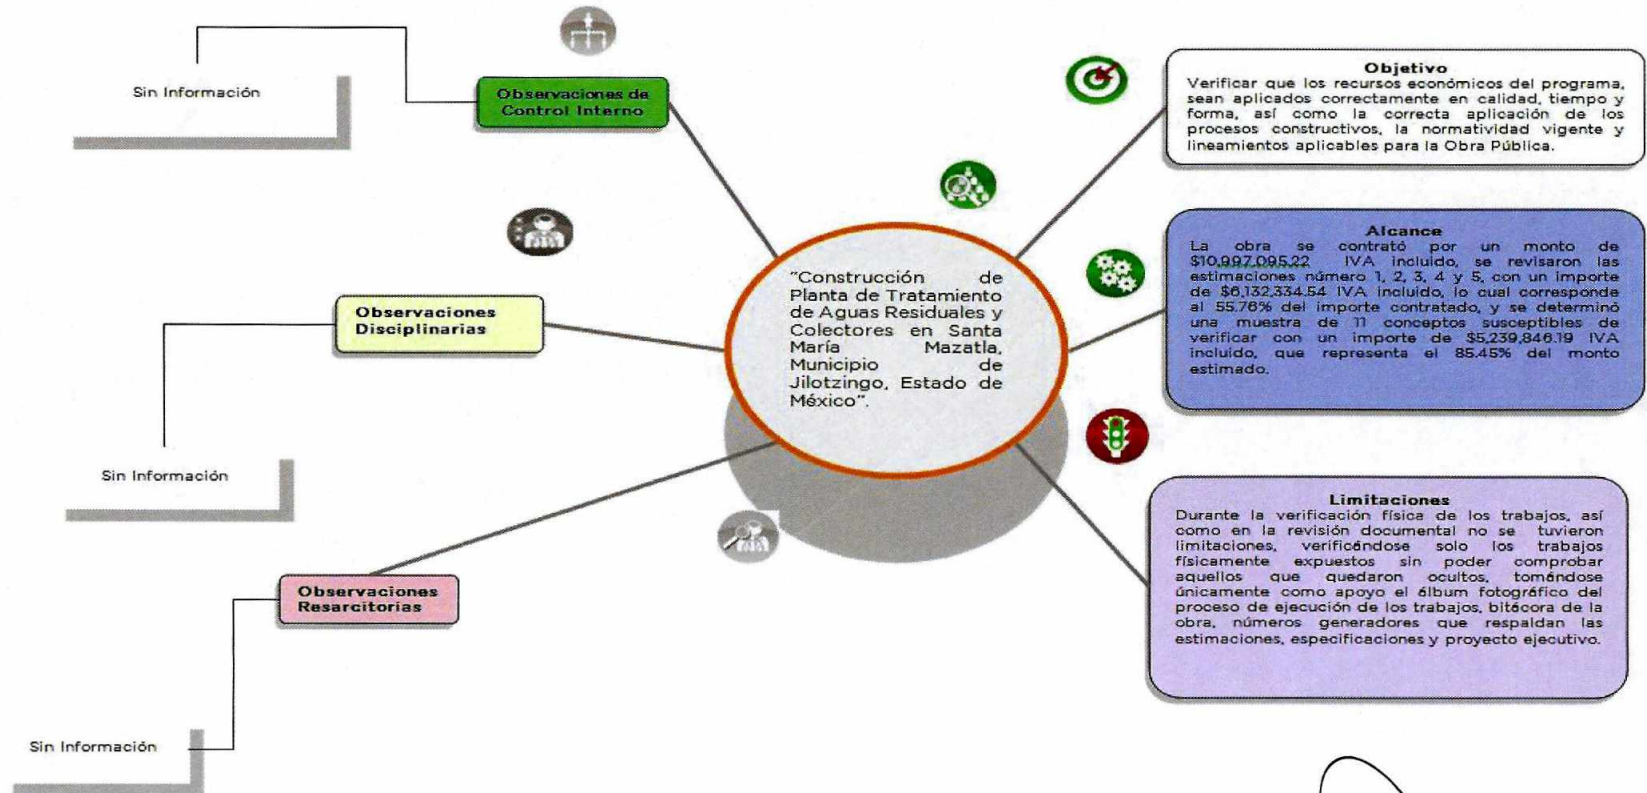 Sin Información
Observaciones de
Control Interno
Observaciones
Disciplinarias
Sin Información
Observaciones
Resarcitorias
Sin Información
"Construcción de
Planta de Tratamiento
de Aguas Residuales y
Colectores en Santa
María Mazatla,
Municipio de
Jilotzingo, Estado de
México".
Objetivo
Verificar que los recursos económicos del programa,
sean aplicados correctamente en calidad, tiempo y
forma, así como la correcta aplicación de los
procesos constructivos, la normatividad vigente y
lineamientos aplicables para la Obra Pública.
Alcance
La obra se contrató por un monto de
$10,997,095.22 IVA incluido, se revisaron las
estimaciones número 1, 2, 3, 4 y 5, con un importe
de $6,132,334.54 IVA incluido, lo cual corresponde
al 55.76% del importe contratado, y se determinó
una muestra de 11 conceptos susceptibles de
verificar con un importe de $5,239,846.19 IVA
incluido, que representa el 85.45% del monto
estimado.
Limitaciones
Durante la verificación física de los trabajos, así
como en la revisión documental no se tuvieron
limitaciones, verificándose solo los trabajos
físicamente expuestos sin poder comprobar
aquellos que quedaron ocultos, tomándose
únicamente como apoyo el álbum fotográfico del
proceso de ejecución de los trabajos, bitácora de la
obra, números generadores que respaldan las
estimaciones, especificaciones y proyecto ejecutivo.